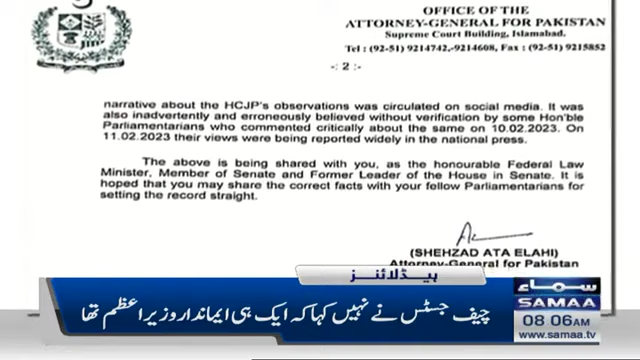 OFFICE OF THE
ATTORNEY-GENERAL FOR PAKISTAN
Supreme Court Building, Islamabad.
Tel : (92-51) 9214742,-9214608, Fax : (92-51) 9215852
-: 2 :-
narrative about the HCJP's observations was circulated on social media. It was
also inadvertently and erroneously believed without verification by some Hon'ble
Parliamentarians who commented critically about the same on 10.02.2023. On
11.02.2023 their views were being reported widely in the national press.
The above is being shared with you, as the honourable Federal Law
Minister, Member of Senate and Former Leader of the House in Senate. It is
hoped that you may share the correct facts with your fellow Parliamentarians for
setting the record straight.
(SHEHZAD ATA ELAHI)
Attorney-General for Pakistan
ہیڈلائنز
چیف جسٹس نے نہیں کہا کہ ایک ہی ایماندار وزیراعظم تھا
سماء
SAMAA
08 06AM
www.samaa.tv